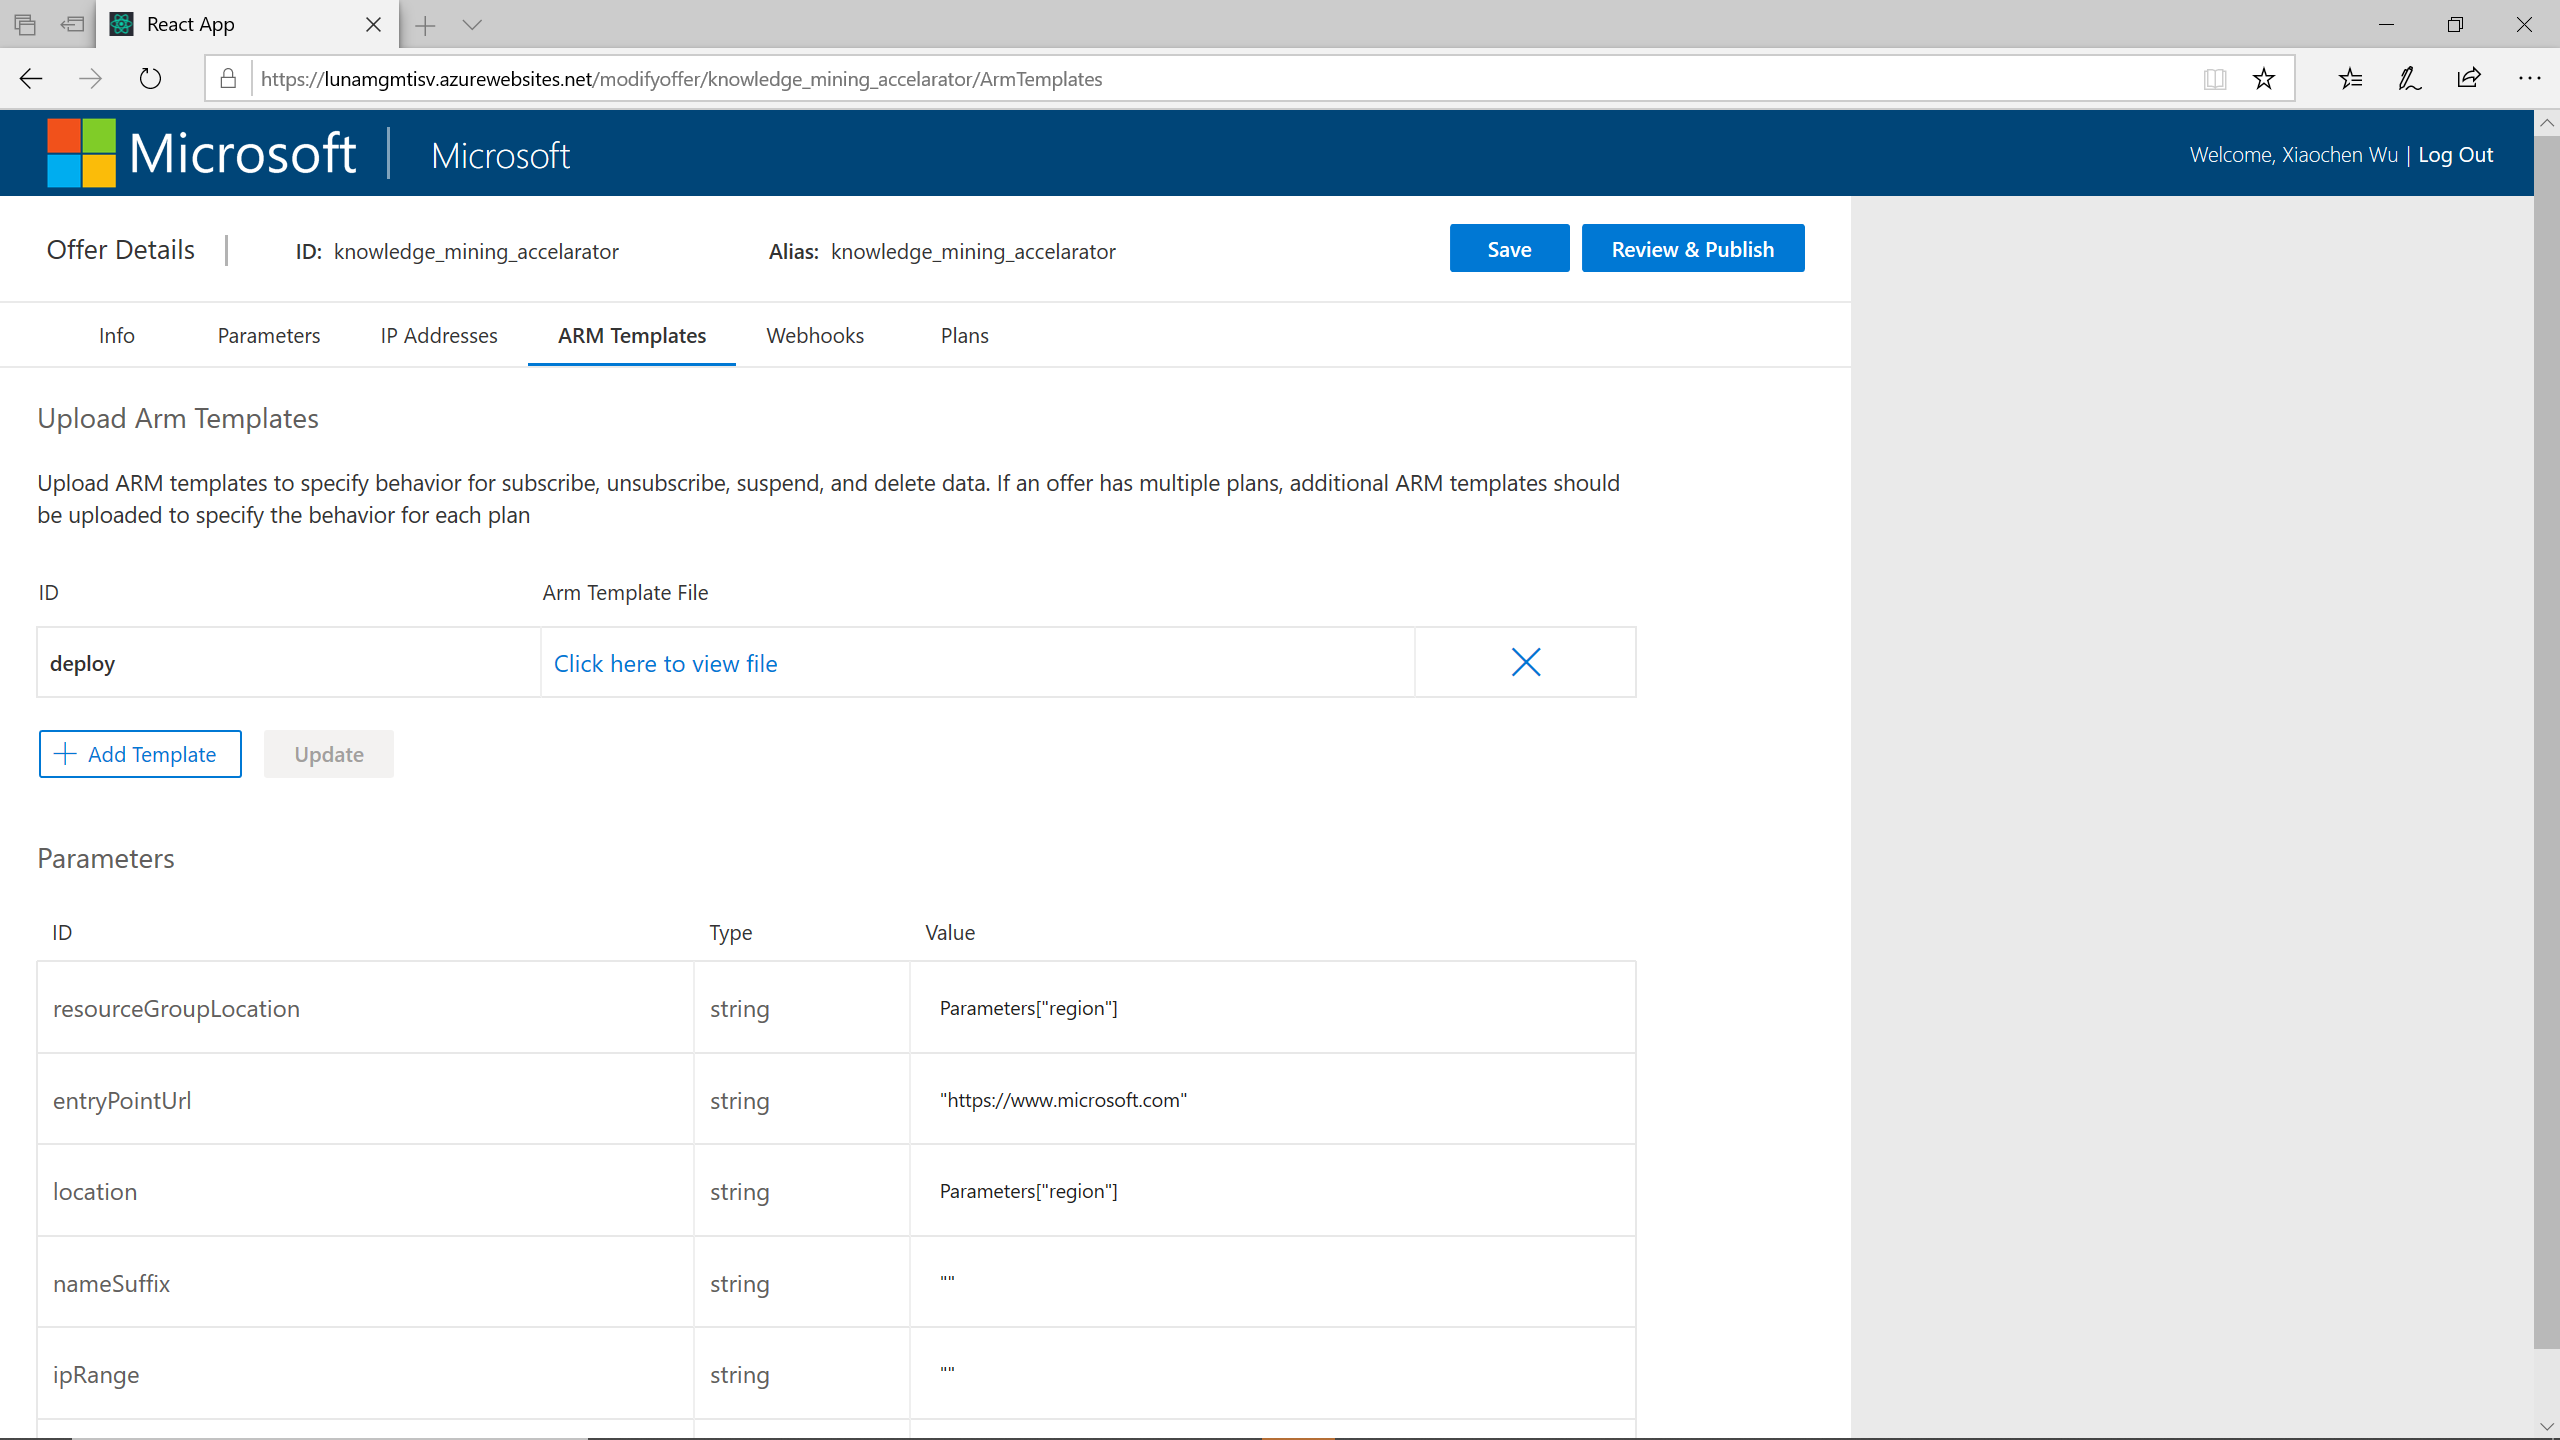 React App
https://lunamgmtisv.azurewebsites.net/modifyoffer/knowledge_mining_accelarator/ArmTemplates
Microsoft | Microsoft
Welcome, Xiaochen Wu | Log Out
Offer Details
ID: knowledge_mining_accelarator
Alias: knowledge_mining_accelarator
Save
Review & Publish
Info Parameters IP Addresses ARM Templates Webhooks Plans
Upload Arm Templates
Upload ARM templates to specify behavior for subscribe, unsubscribe, suspend, and delete data. If an offer has multiple plans, additional ARM templates should
be uploaded to specify the behavior for each plan
ID Arm Template File
deploy Click here to view file
Add Template Update
Parameters
ID Type Value
resourceGroupLocation string Parameters["region"]
entryPointUrl string "https://www.microsoft.com"
location string Parameters["region"]
nameSuffix string ""
ipRange string ""